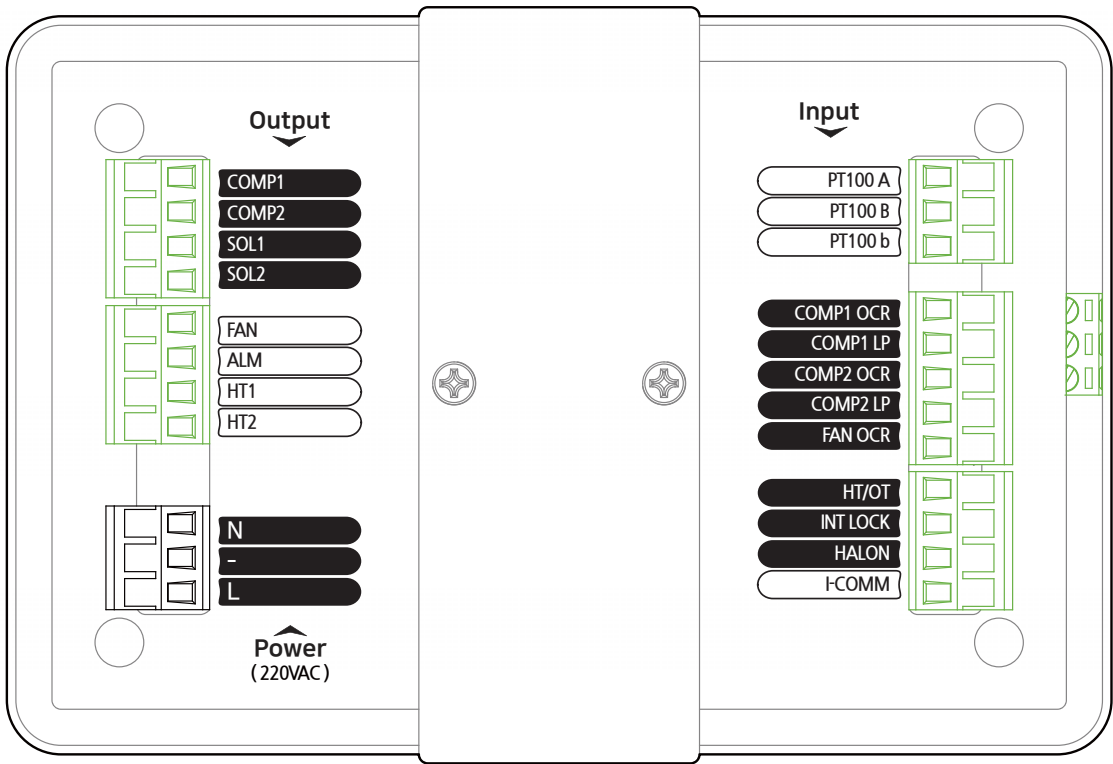 Output
COMP1
COMP2
SOL1
SOL2
FAN
ALM
HT1
HT2
N
-
L
Power
(220VAC)
Input
PT100 A
PT100 B
PT100 b
COMP1 OCR
COMP1 LP
COMP2 OCR
COMP2 LP
FAN OCR
HT/OT
INT LOCK
HALON
I-COMM